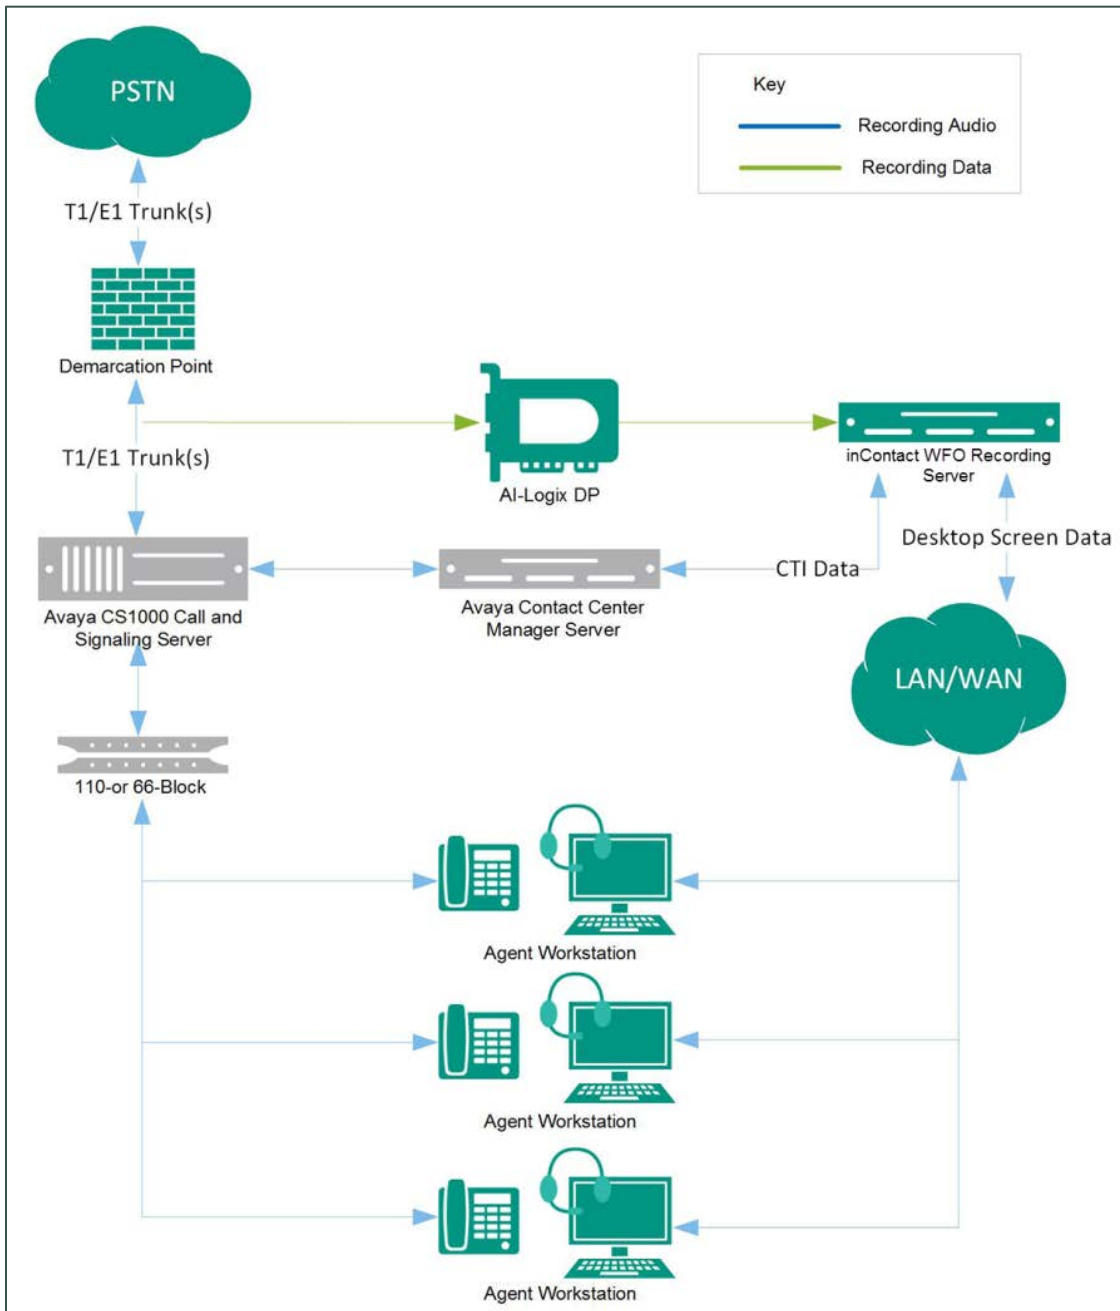 PSTN
Key
Recording Audio
Recording Data
T1/E1 Trunk(s)
Demarcation Point
T1/E1 Trunk(s)
AI-Logix DP
inContact WFO Recording
Server
Desktop Screen Data
CTI Data
Avaya CS1000 Call and
Signaling Server
Avaya Contact Center
Manager Server
LAN/WAN
110-or 66-Block
Agent Workstation
Agent Workstation
Agent Workstation